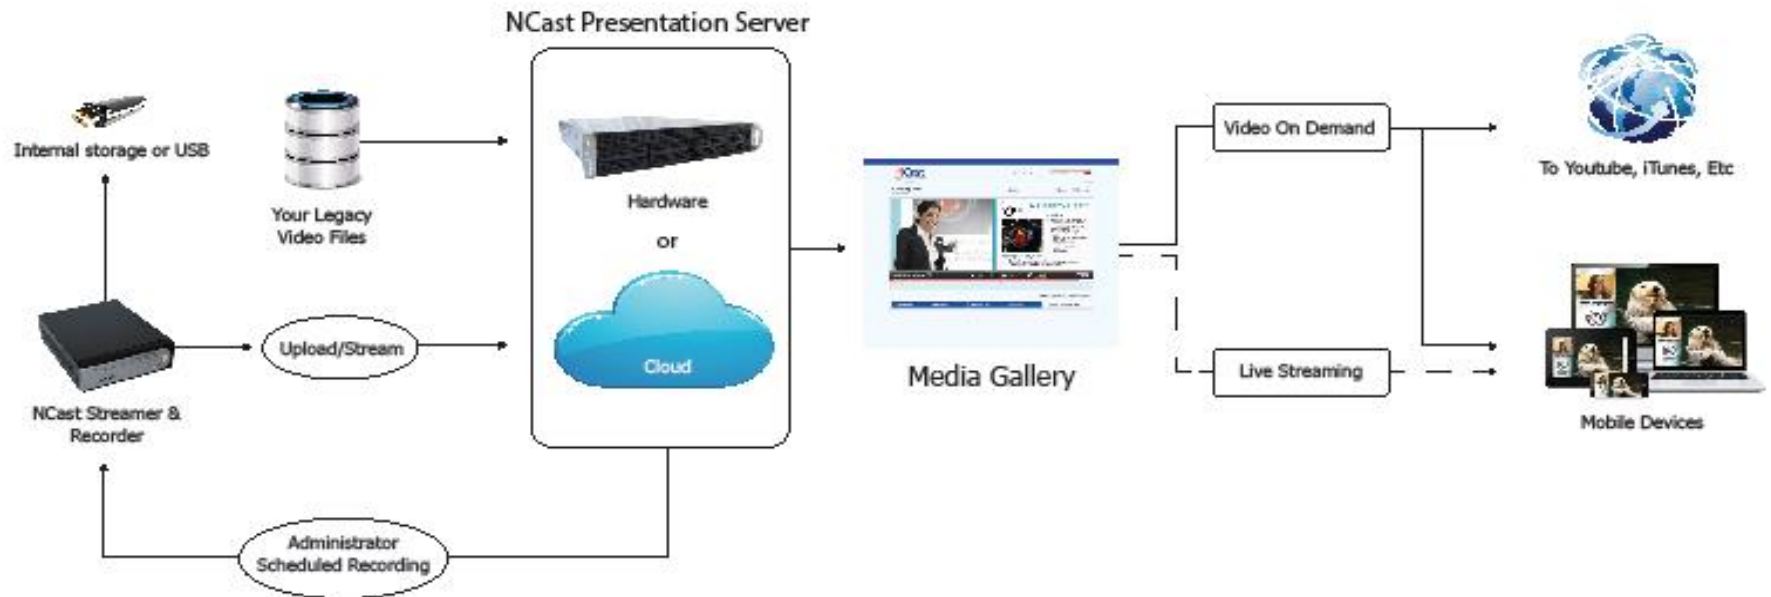 NCast Presentation Server
Internal storage or USB
Your Legacy
Video Files
Hardware
or
Cloud
Upload/Stream
NCast Streamer &
Recorder
Administrator
Scheduled Recording
Media Gallery
Video On Demand
Live Streaming
To Youtube, iTunes, Etc
Mobile Devices